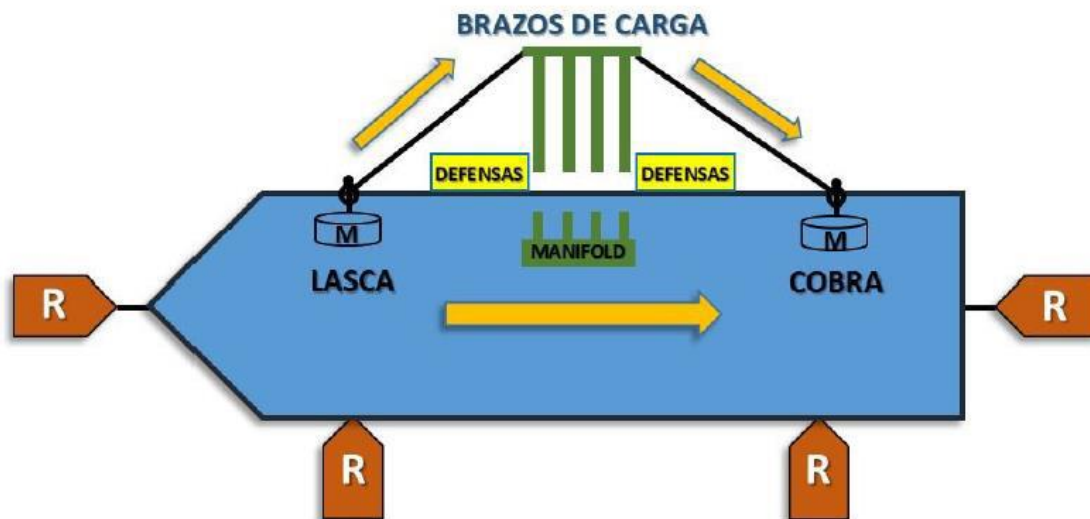 BRAZOS DE CARGA
DEFENSAS
DEFENSAS
M
MANIFOLD
M
LASCA
COBRA
R
R
R
R